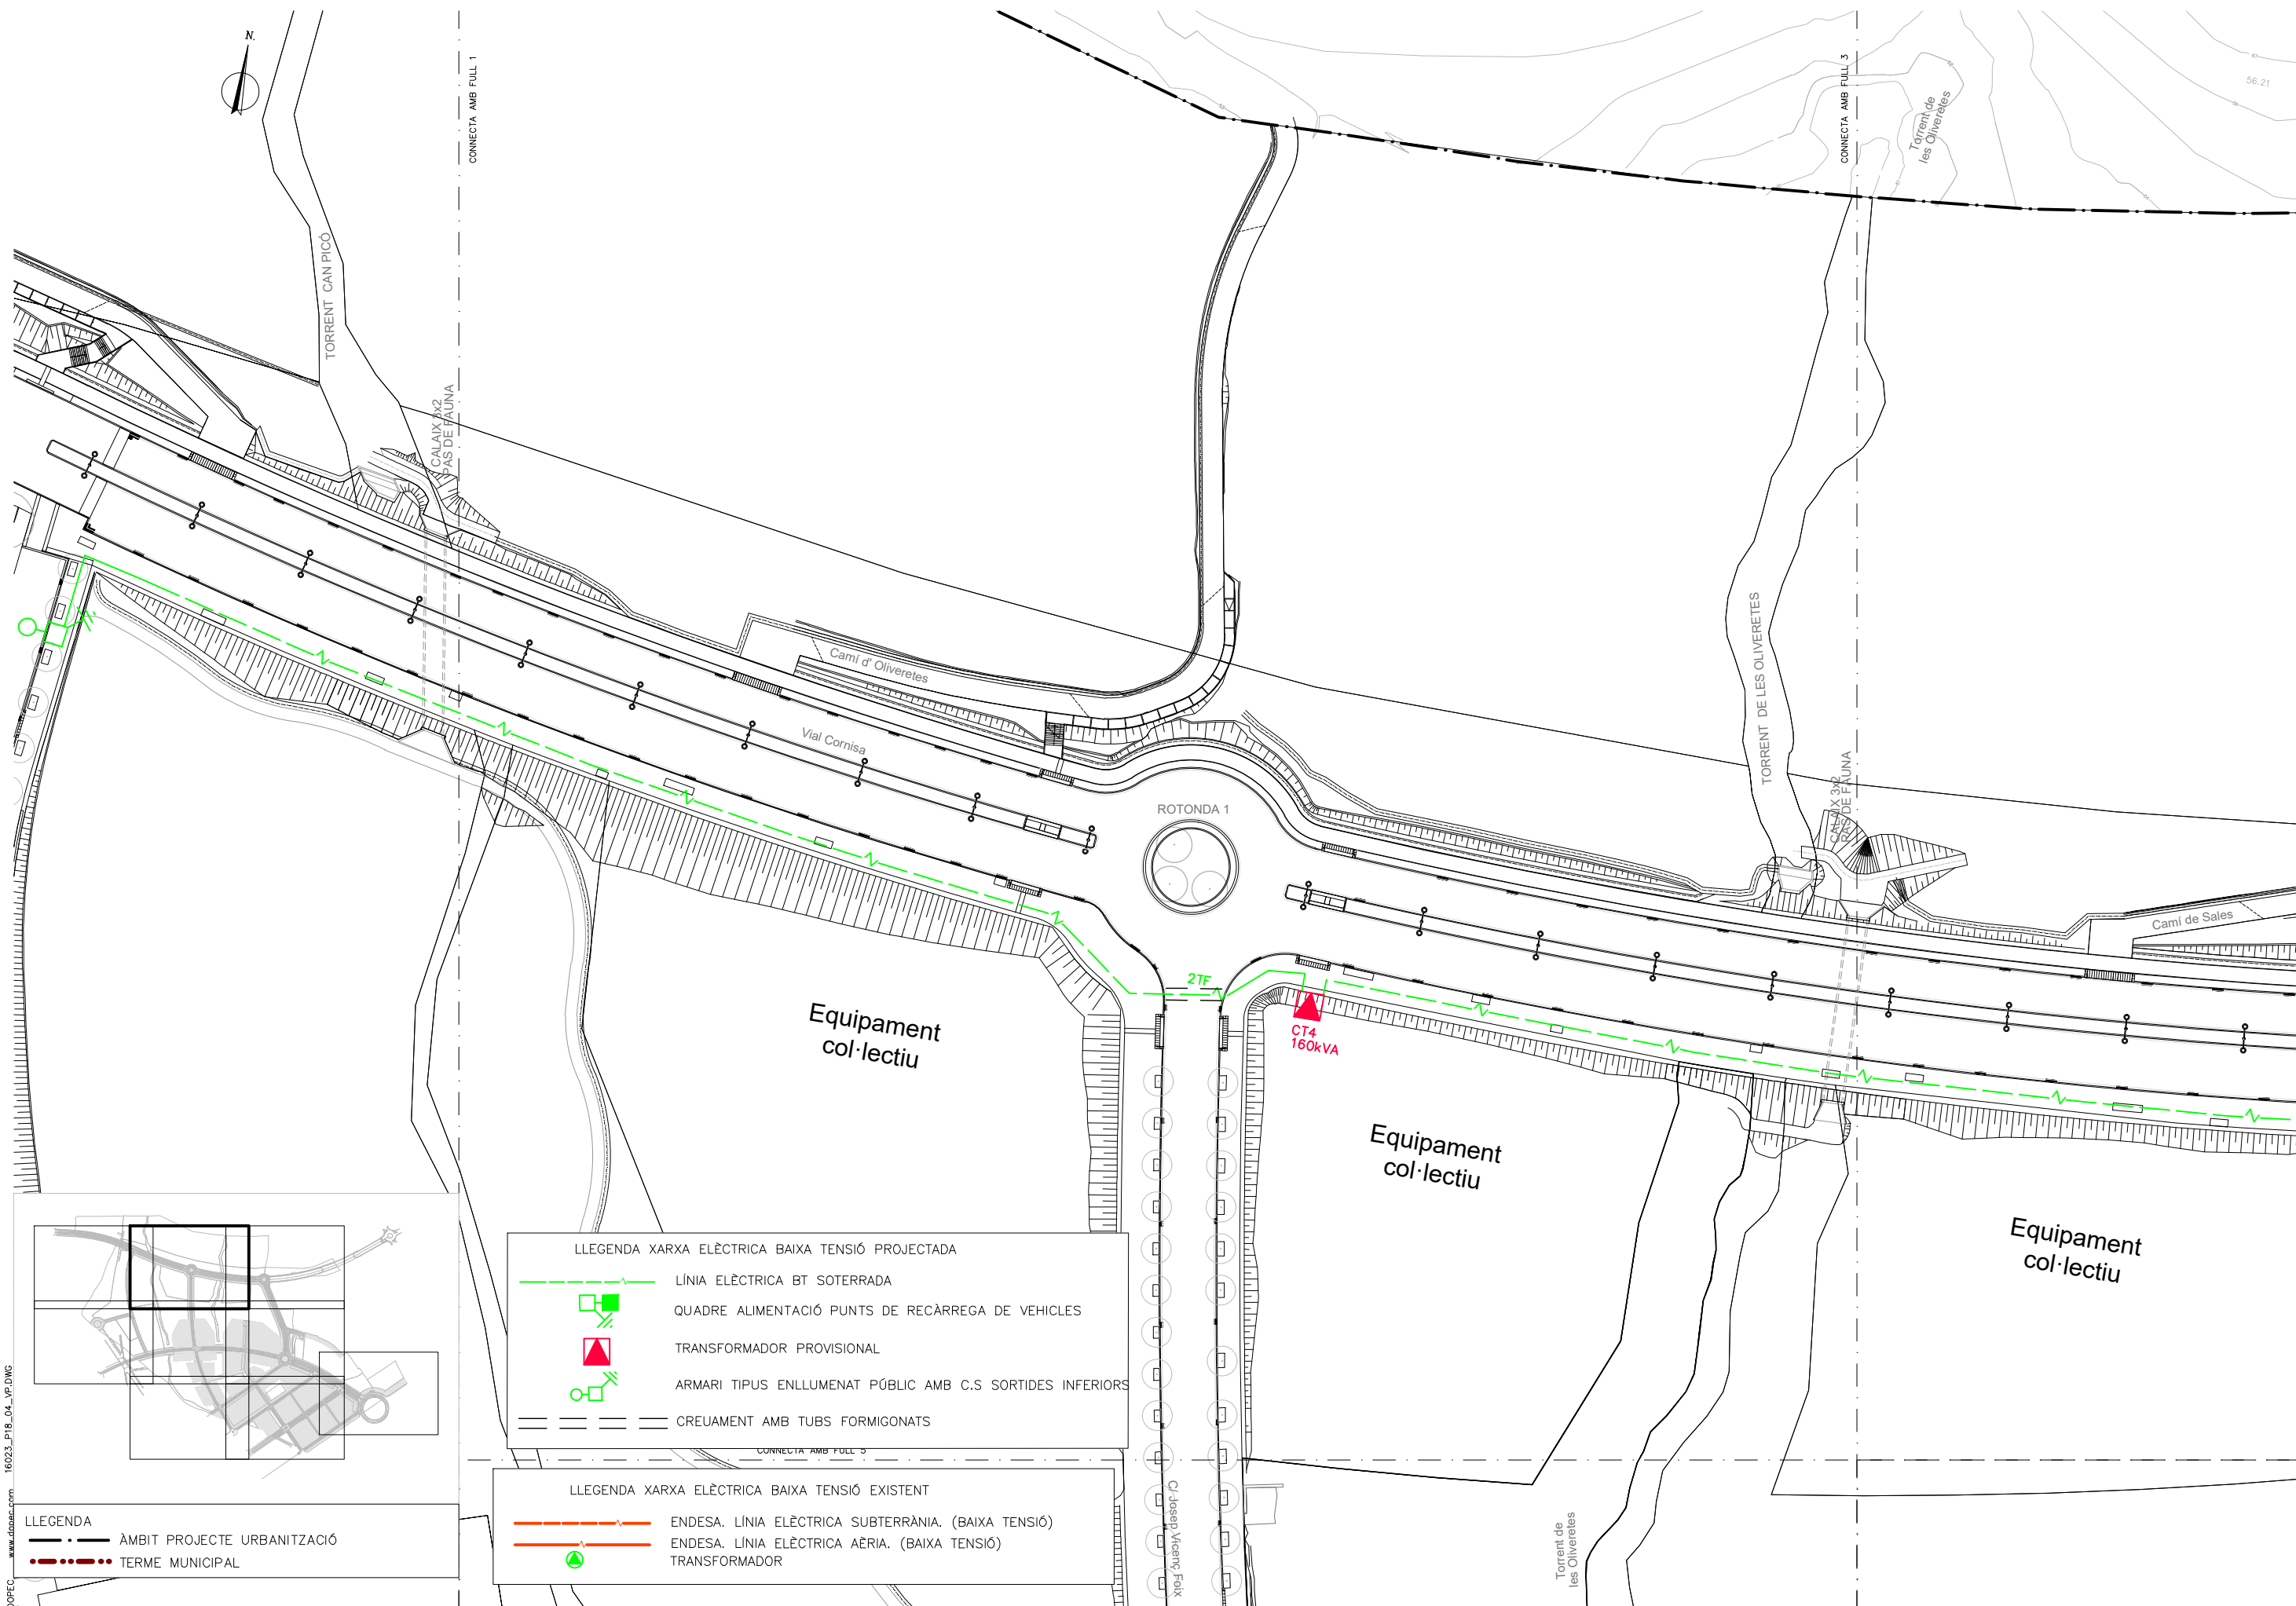 N.
CONNECTA AMB FULL 1
CONNECTA AMB FULL 3
56.21
Torrent de
les Oliveretes
TORRENT CAN PICÓ
CALAIX 3x2
PAS DE FAUNA
Camí d' Oliveretes
Vial Cornisa
ROTONDA 1
TORRENT DE LES OLIVERETES
CALAIX 3x2
PAS DE FAUNA
Camí de Sales
2TF
CT4
160kVA
Equipament
col·lectiu
Equipament
col·lectiu
Equipament
col·lectiu
LLEGENDA XARXA ELÈCTRICA BAIXA TENSIÓ PROJECTADA
LÍNIA ELÈCTRICA BT SOTERRADA
QUADRE ALIMENTACIÓ PUNTS DE RECÀRREGA DE VEHICLES
TRANSFORMADOR PROVISIONAL
ARMARI TIPUS ENLLUMENAT PÚBLIC AMB C.S SORTIDES INFERIORS
CREUAMENT AMB TUBS FORMIGONATS
CONNECTA AMB FULL 5
LLEGENDA XARXA ELÈCTRICA BAIXA TENSIÓ EXISTENT
ENDESA. LÍNIA ELÈCTRICA SUBTERRÀNIA. (BAIXA TENSIÓ)
ENDESA. LÍNIA ELÈCTRICA AÈRIA. (BAIXA TENSIÓ)
TRANSFORMADOR
LLEGENDA
ÀMBIT PROJECTE URBANITZACIÓ
TERME MUNICIPAL
C/ Josep Vicenç Foix
Torrent de
les Oliveretes
DOPEC www.dopec.com 16023_P18_04_VP.DWG